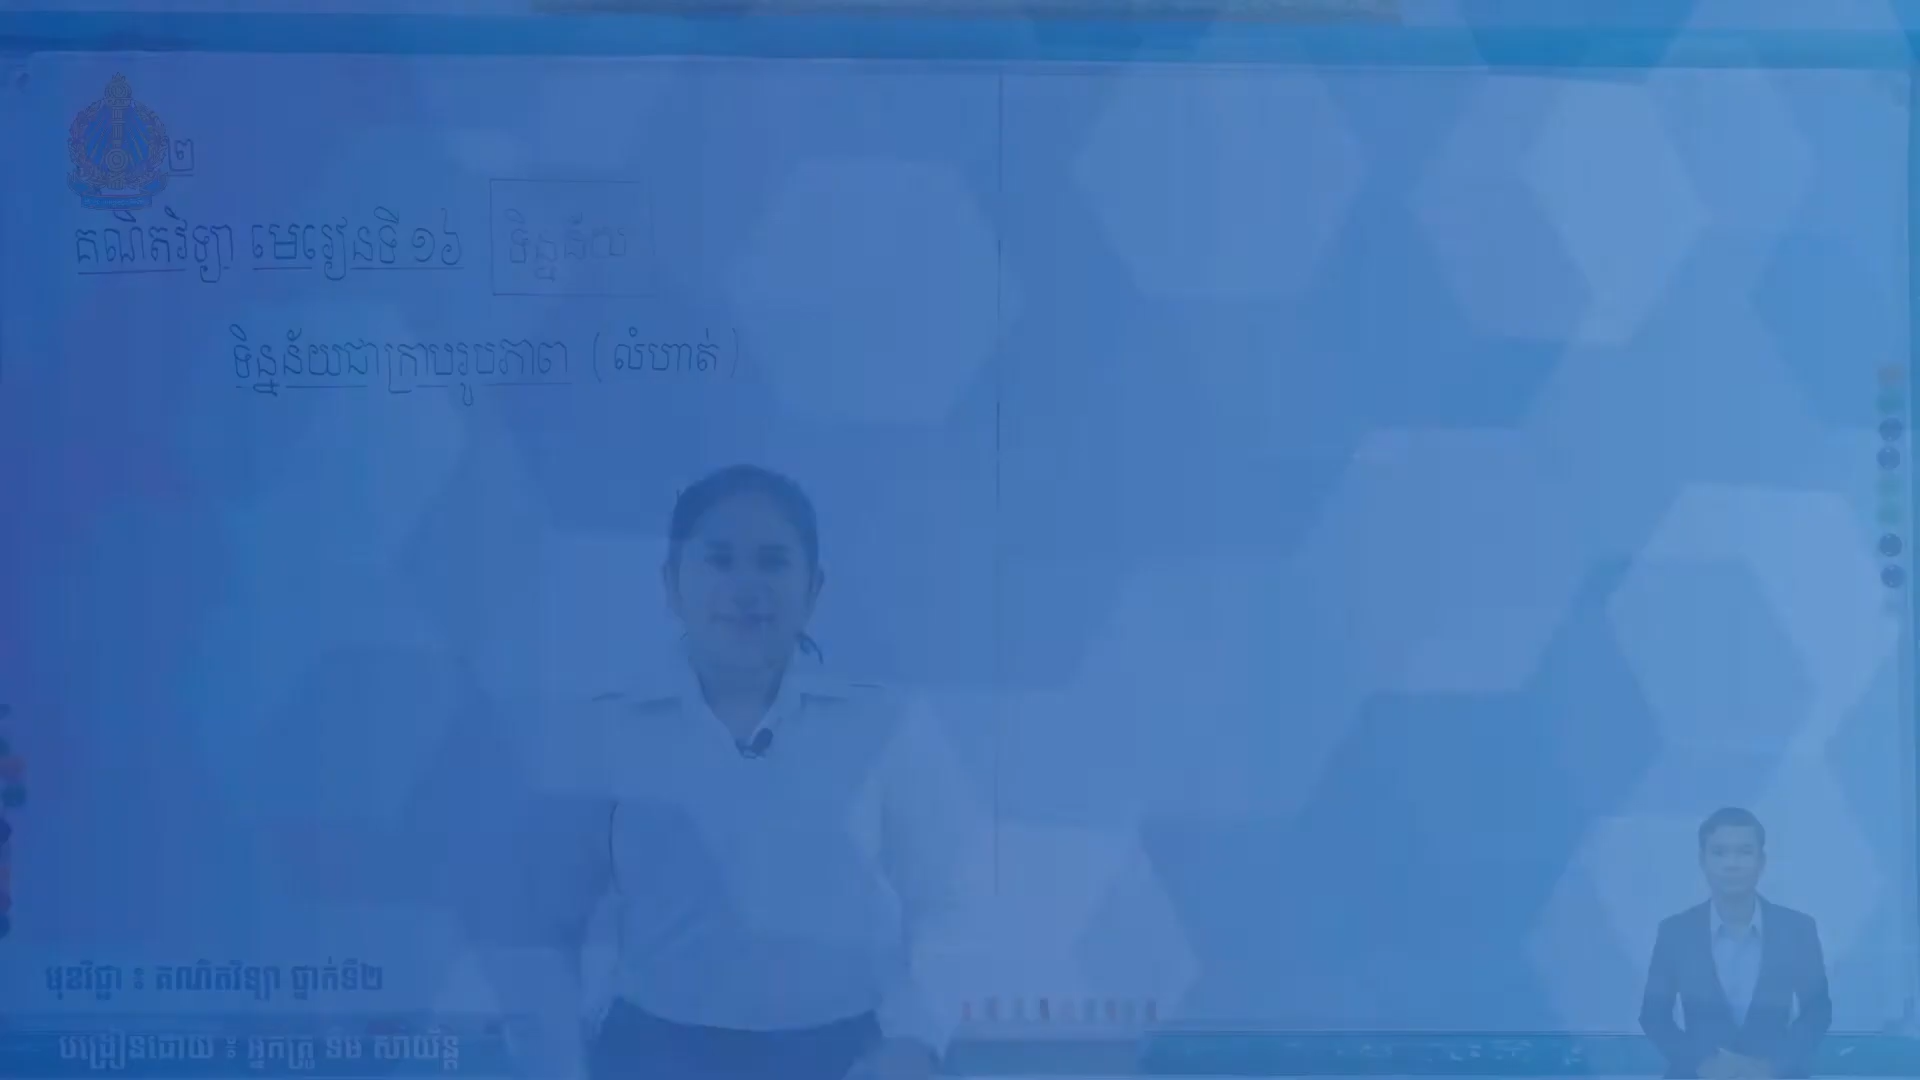 ២
គណិតវិទ្យា មេរៀនទី ១៦ ទិន្នន័យ
ទិន្នន័យជាក្រាបរូបភាព (លំហាត់)
មុខវិជ្ជា ៖ គណិតវិទ្យា ថ្នាក់ទី២
បង្រៀនដោយ ៖ អ្នកគ្រូ ទឹម សាយ័ន្ត